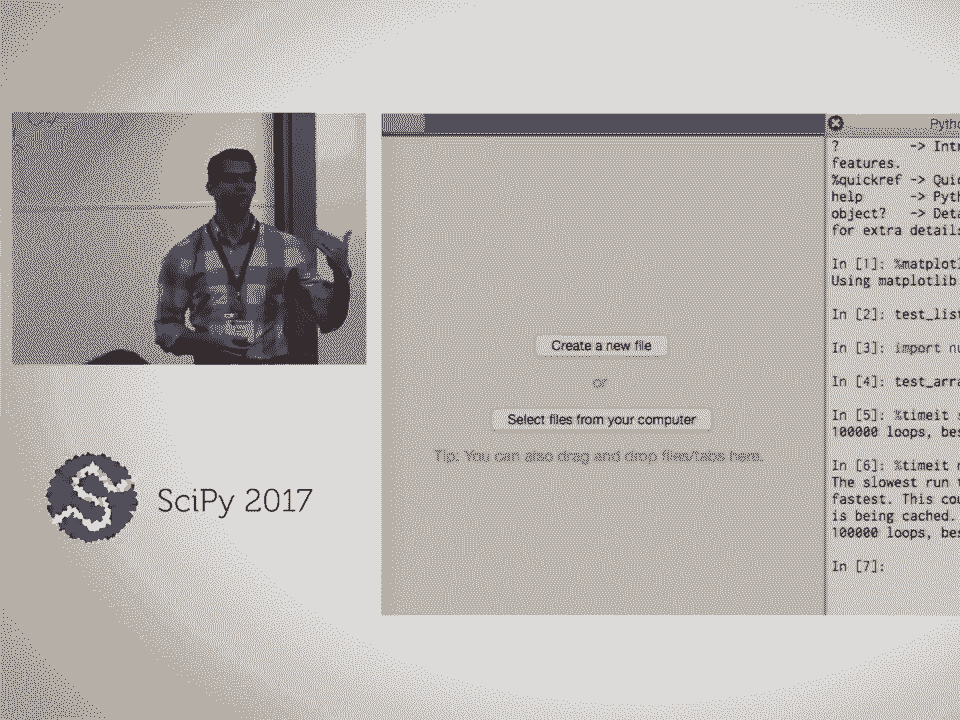 SciPy 2017
Create a new file
or
Select files from your computer
Tip: You can also drag and drop files/tabs here.
? -> Intr
features.
%quickref -> Quic
help -> Pyth
object? -> Deta
for extra details
In [1]: %matplotl
Using matplotlib
In [2]: test_list
In [3]: import nu
In [4]: test_arra
In [5]: %timeit s
100000 loops, bes
In [6]: %timeit n
The slowest run t
fastest. This cou
is being cached.
100000 loops, bes
In [7]: